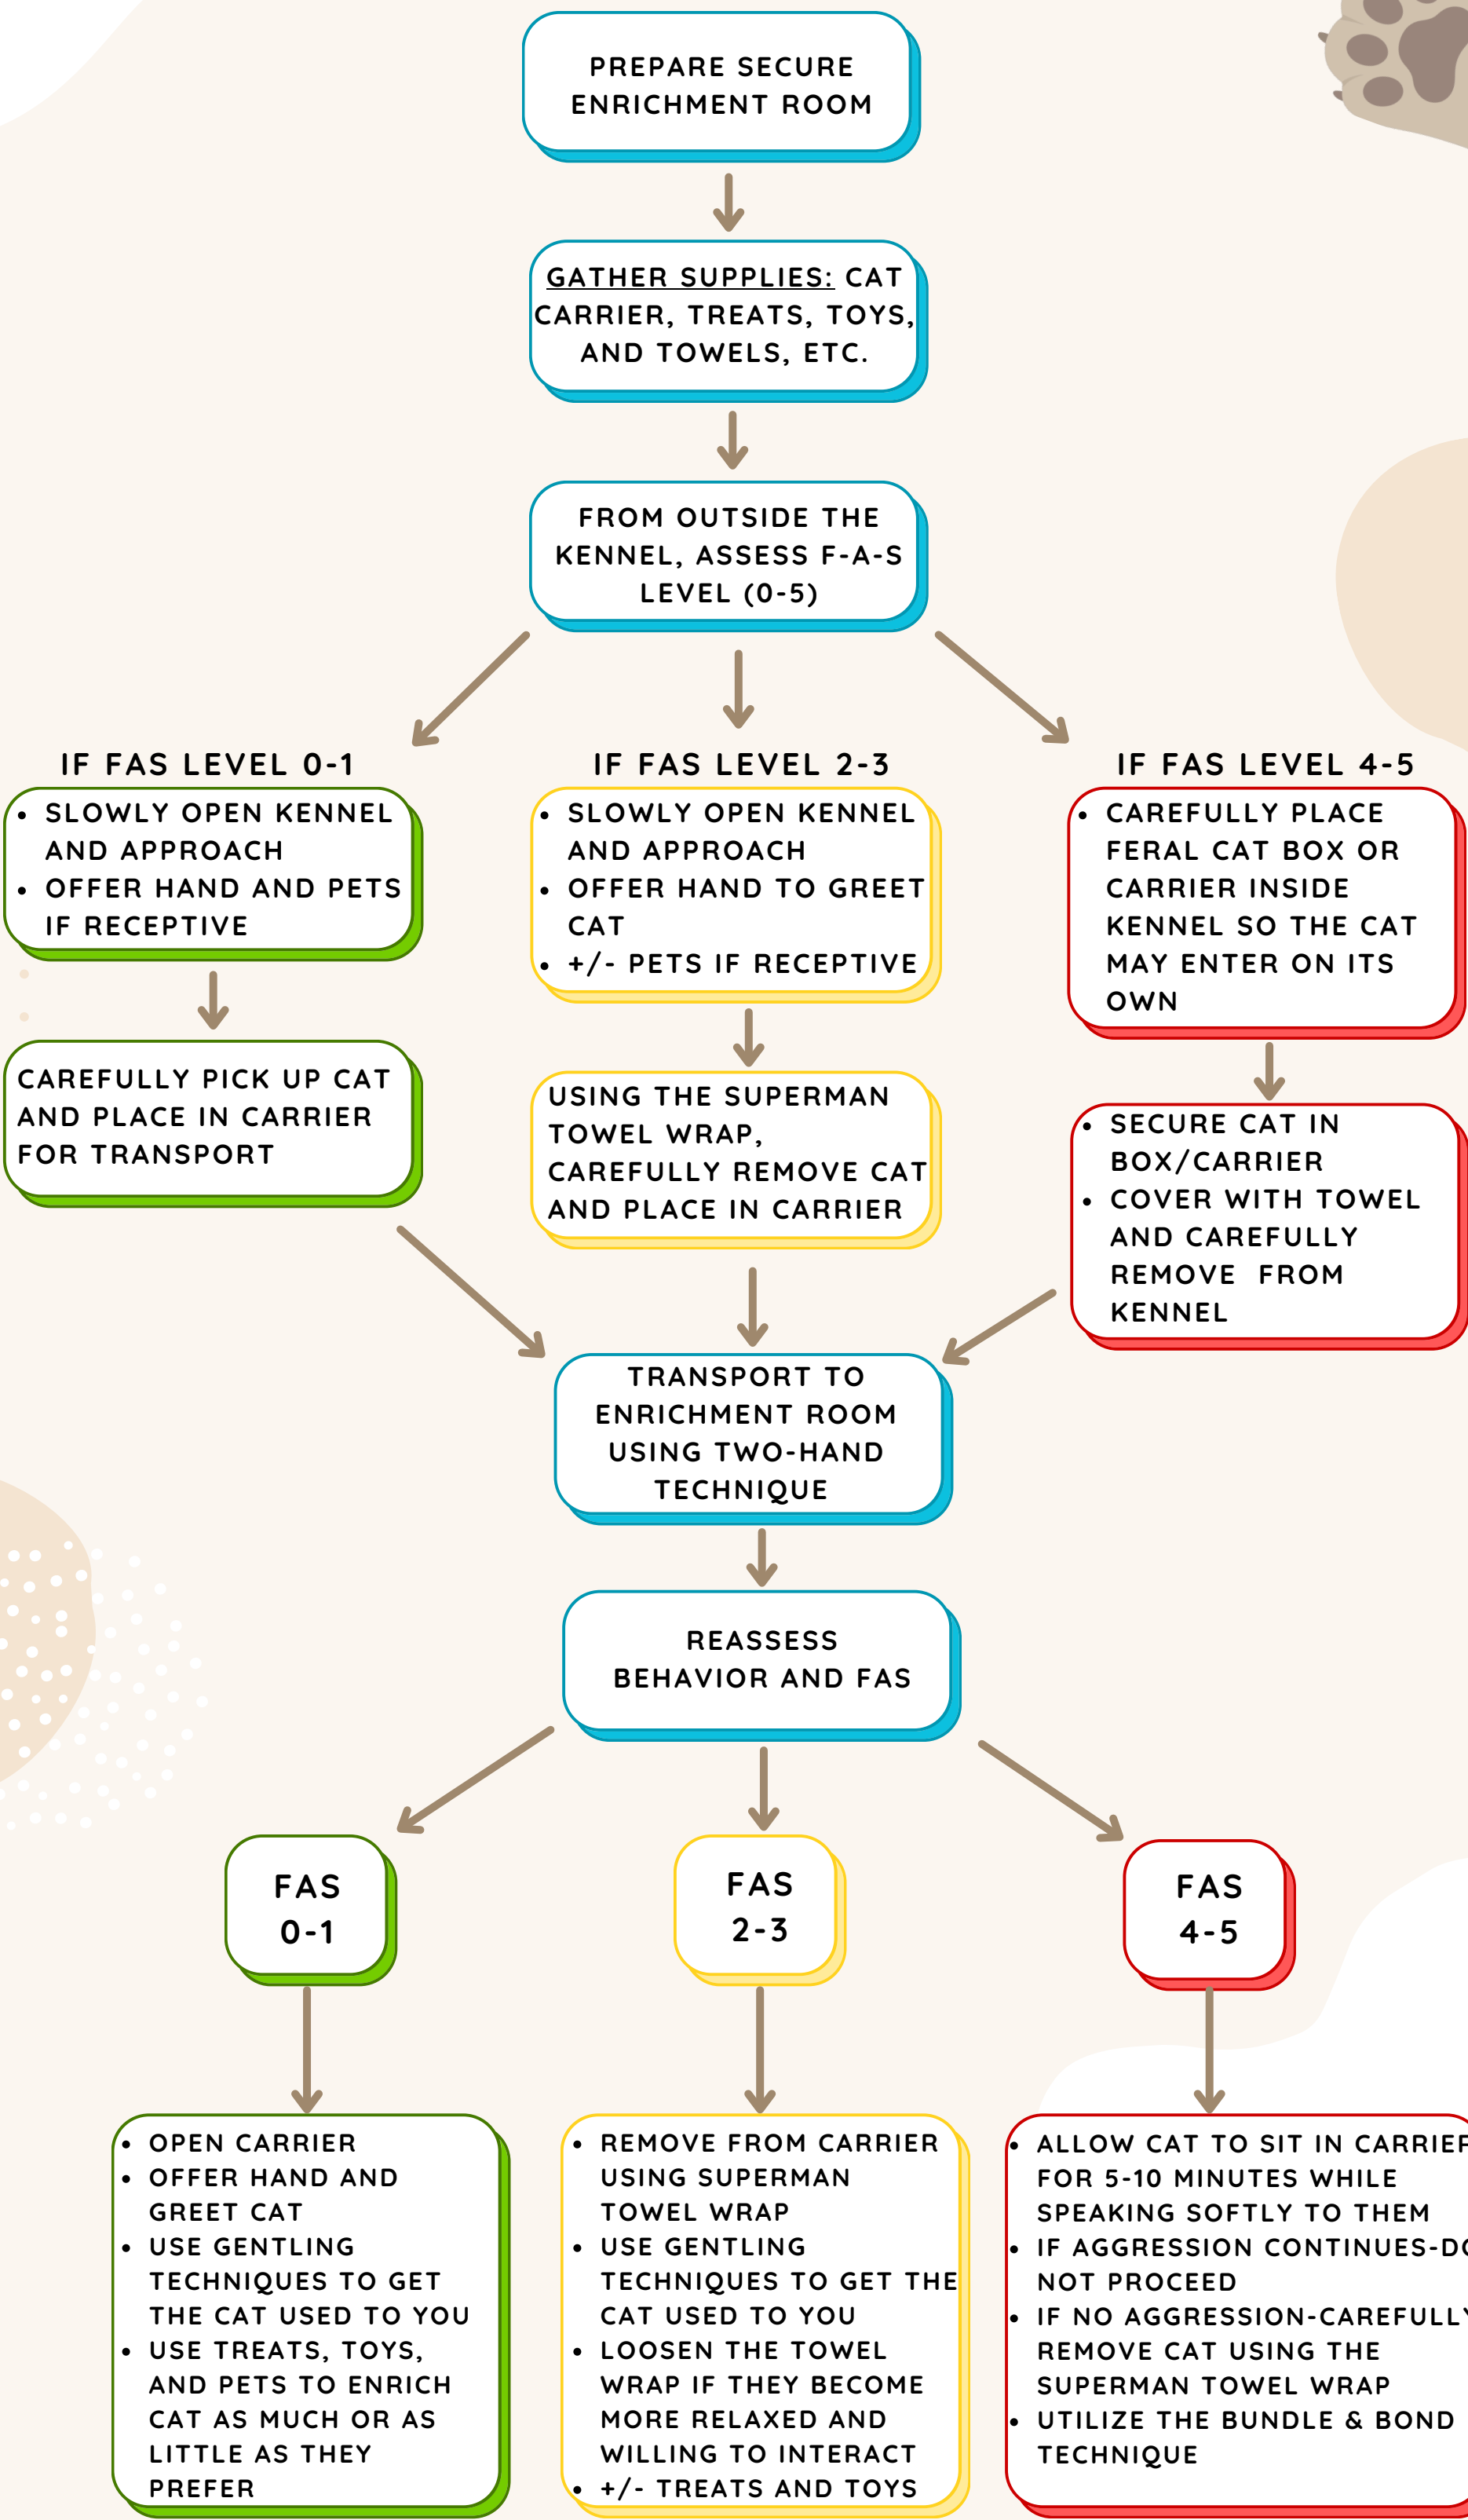 PREPARE SECURE
ENRICHMENT ROOM
GATHER SUPPLIES: CAT
CARRIER, TREATS, TOYS,
AND TOWELS, ETC.
FROM OUTSIDE THE
KENNEL, ASSESS F-A-S
LEVEL (0-5)
IF FAS LEVEL 0-1
• SLOWLY OPEN KENNEL
AND APPROACH
• OFFER HAND AND PETS
IF RECEPTIVE
CAREFULLY PICK UP CAT
AND PLACE IN CARRIER
FOR TRANSPORT
IF FAS LEVEL 2-3
• SLOWLY OPEN KENNEL
AND APPROACH
• OFFER HAND TO GREET
CAT
• +/- PETS IF RECEPTIVE
USING THE SUPERMAN
TOWEL WRAP,
CAREFULLY REMOVE CAT
AND PLACE IN CARRIER
IF FAS LEVEL 4-5
• CAREFULLY PLACE
FERAL CAT BOX OR
CARRIER INSIDE
KENNEL SO THE CAT
MAY ENTER ON ITS
OWN
• SECURE CAT IN
BOX/CARRIER
• COVER WITH TOWEL
AND CAREFULLY
REMOVE FROM
KENNEL
TRANSPORT TO
ENRICHMENT ROOM
USING TWO-HAND
TECHNIQUE
REASSESS
BEHAVIOR AND FAS
FAS
0-1
• OPEN CARRIER
• OFFER HAND AND
GREET CAT
• USE GENTLING
TECHNIQUES TO GET
THE CAT USED TO YOU
• USE TREATS, TOYS,
AND PETS TO ENRICH
CAT AS MUCH OR AS
LITTLE AS THEY
PREFER
FAS
2-3
• REMOVE FROM CARRIER
USING SUPERMAN
TOWEL WRAP
• USE GENTLING
TECHNIQUES TO GET THE
CAT USED TO YOU
• LOOSEN THE TOWEL
WRAP IF THEY BECOME
MORE RELAXED AND
WILLING TO INTERACT
• +/- TREATS AND TOYS
FAS
4-5
• ALLOW CAT TO SIT IN CARRIER
FOR 5-10 MINUTES WHILE
SPEAKING SOFTLY TO THEM
• IF AGGRESSION CONTINUES-DO
NOT PROCEED
• IF NO AGGRESSION-CAREFULLY
REMOVE CAT USING THE
SUPERMAN TOWEL WRAP
• UTILIZE THE BUNDLE & BOND
TECHNIQUE